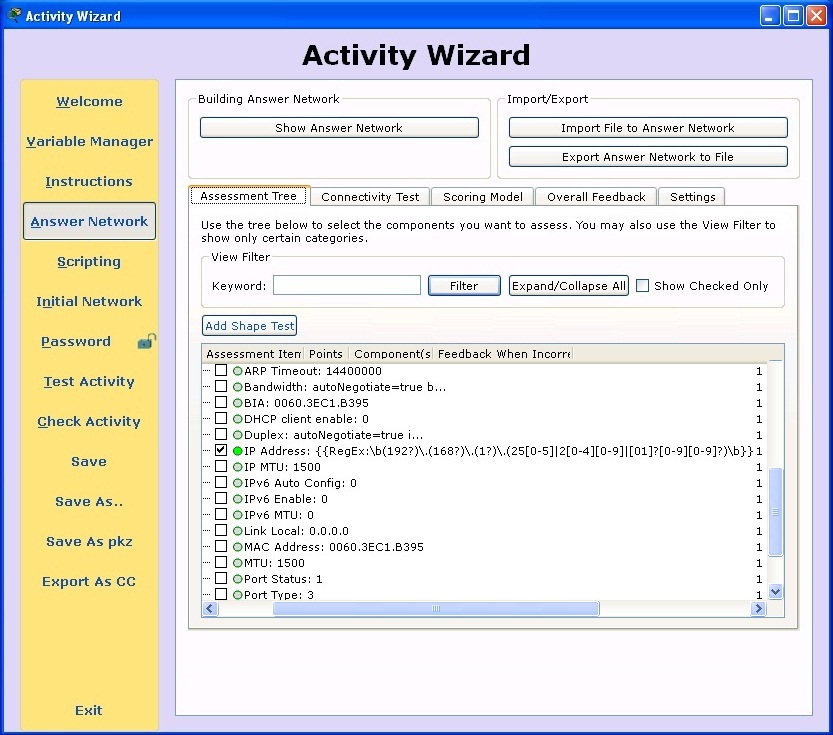 Activity Wizard
Activity Wizard
Welcome
Variable Manager
Instructions
Answer Network
Scripting
Initial Network
Password
Test Activity
Check Activity
Save
Save As..
Save As pkz
Export As CC
Exit
Building Answer Network
Show Answer Network
Import/Export
Import File to Answer Network
Export Answer Network to File
Assessment Tree Connectivity Test Scoring Model Overall Feedback Settings
Use the tree below to select the components you want to assess. You may also use the View Filter to
show only certain categories.
View Filter
Keyword: Filter Expand/Collapse All Show Checked Only
Add Shape Test
Assessment Item Points Component(s Feedback When Incorre
ARP Timeout: 14400000 1
Bandwidth: autoNegotiate=true b... 1
BIA: 0060.3EC1.B395 1
DHCP client enable: 0 1
Duplex: autoNegotiate=true i... 1
IP Address: {{RegEx:\b(192?)\.(168?)\.(1?)\.(25[0-5]|2[0-4][0-9]|[01]?[0-9][0-9]?)\b}} 1
IP MTU: 1500 1
IPv6 Auto Config: 0 1
IPv6 Enable: 0 1
IPv6 MTU: 0 1
Link Local: 0.0.0.0 1
MAC Address: 0060.3EC1.B395 1
MTU: 1500 1
Port Status: 1 1
Port Type: 3 1